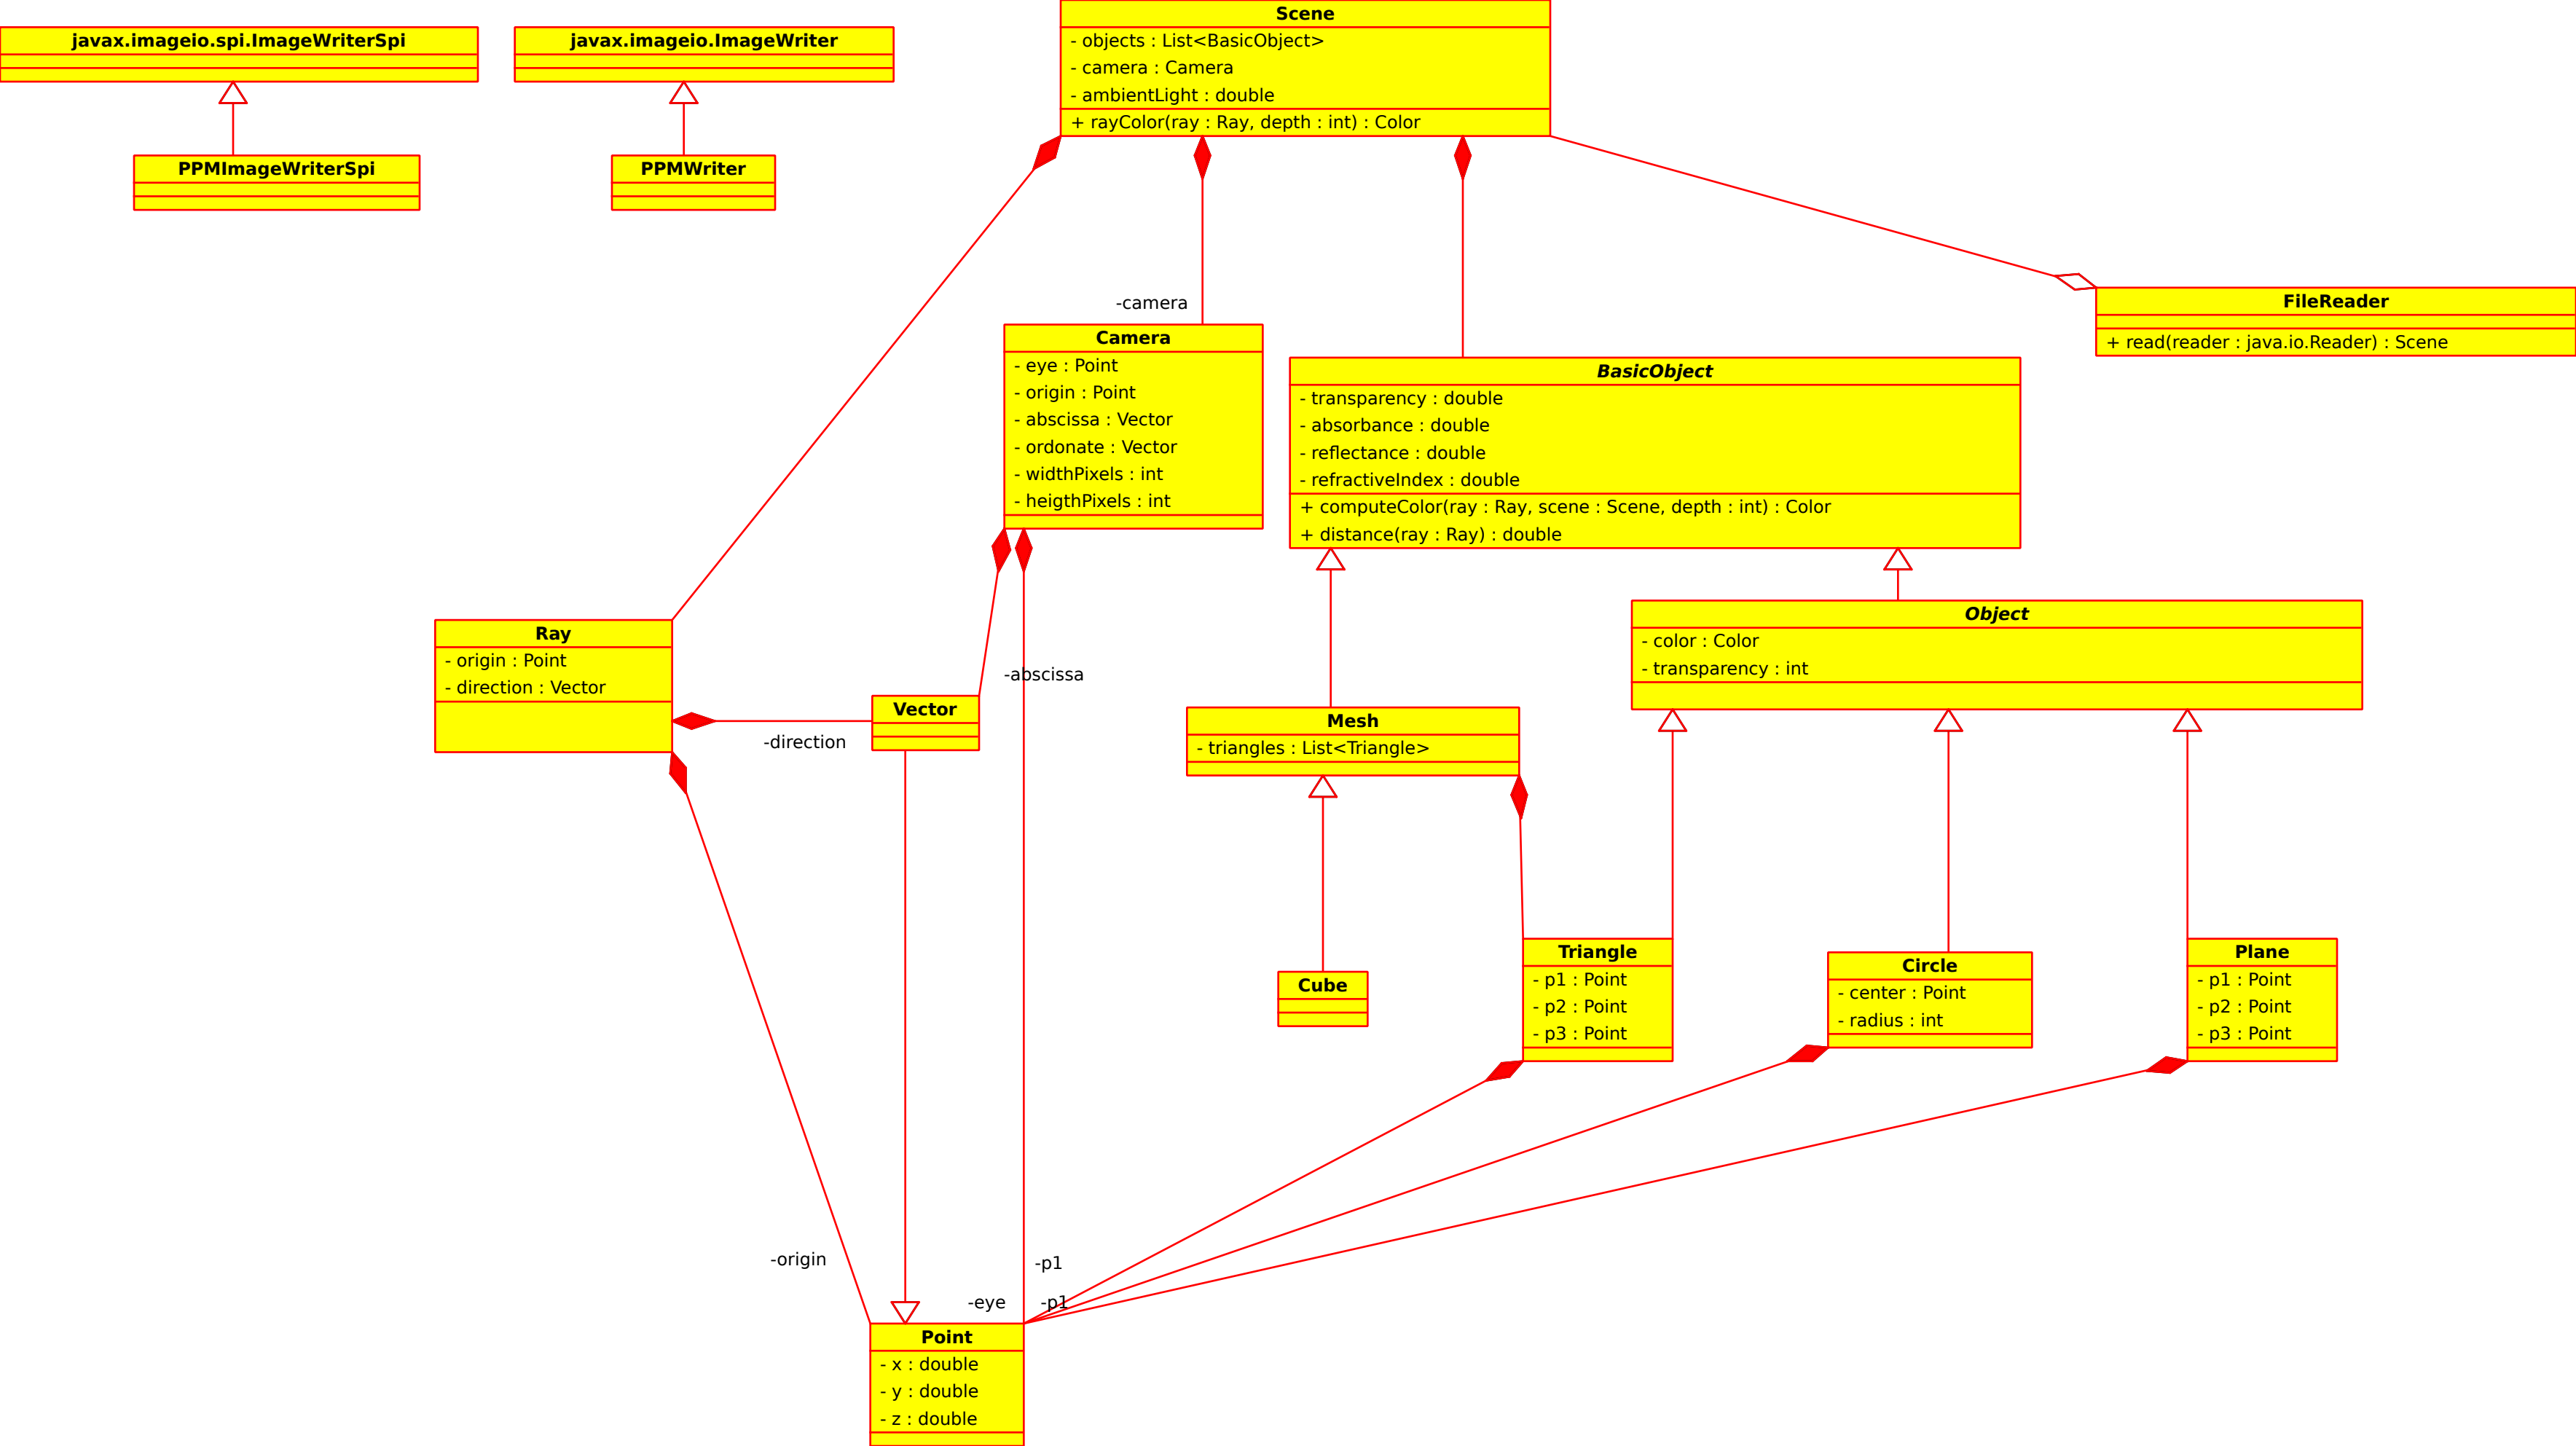 javax.imageio.spi.ImageWriterSpi
javax.imageio.ImageWriter
PPMImageWriterSpi
PPMWriter
Scene
- objects : List<BasicObject>
- camera : Camera
- ambientLight : double
+ rayColor(ray : Ray, depth : int) : Color
FileReader
+ read(reader : java.io.Reader) : Scene
-camera
Camera
- eye : Point
- origin : Point
- abscissa : Vector
- ordonate : Vector
- widthPixels : int
- heigthPixels : int
BasicObject
- transparency : double
- absorbance : double
- reflectance : double
- refractiveIndex : double
+ computeColor(ray : Ray, scene : Scene, depth : int) : Color
+ distance(ray : Ray) : double
Object
- color : Color
- transparency : int
Ray
- origin : Point
- direction : Vector
-abscissa
Vector
-direction
Mesh
- triangles : List<Triangle>
Cube
Triangle
- p1 : Point
- p2 : Point
- p3 : Point
Circle
- center : Point
- radius : int
Plane
- p1 : Point
- p2 : Point
- p3 : Point
-origin
-p1
-eye
-p1
Point
- x : double
- y : double
- z : double